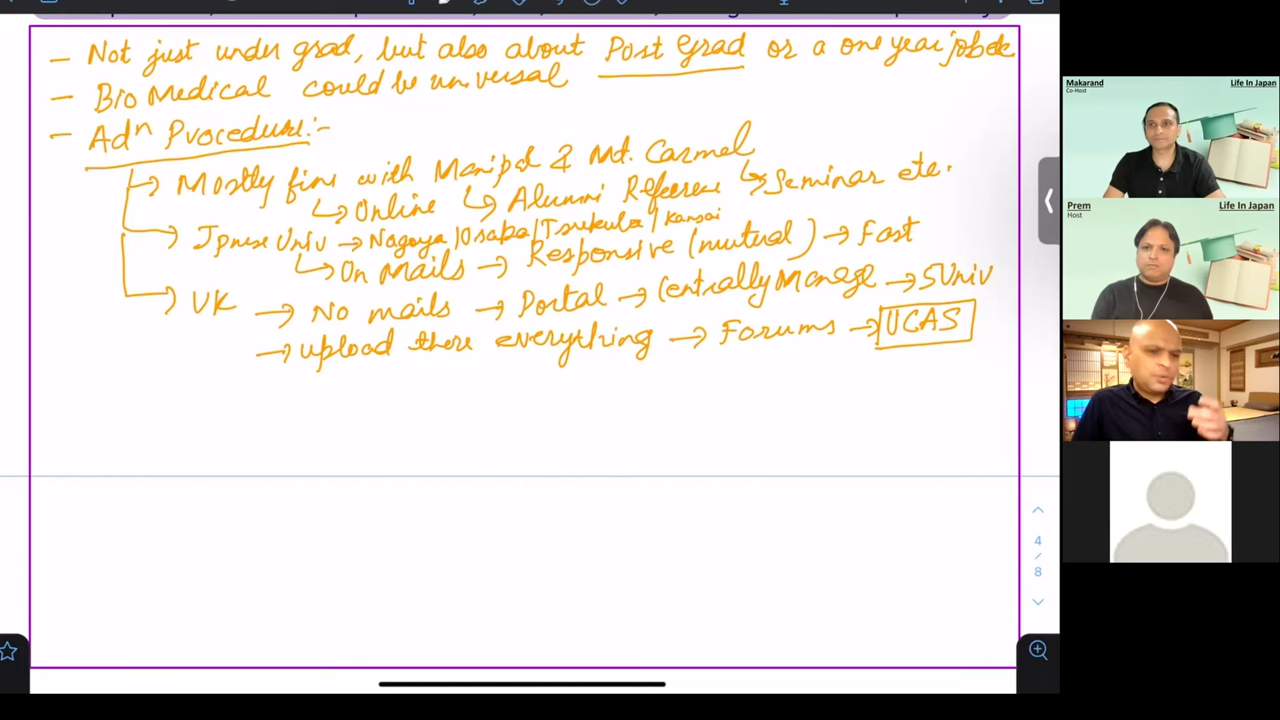 - Not just under grad, but also about Post Grad or a one year job etc
- Bio Medical could be universal
- Adn Procedure:-
→ Mostly fine with Manipal & Mt. Carmel
↳ Online ↳ Alumni Referrence ↳ Seminar etc.
→ Jpnese Univ → Nagoya/Osaka/Tsukuba/Kansai
↳ On Mails → Responsive (mutual) → Fast
→ UK → No mails → Portal → Centrally Manage → 5 Univ
→ upload there everything → Forums → UCAS
4
/
8
Makarand
Co-Host
Life In Japan
Prem
Host
Life In Japan